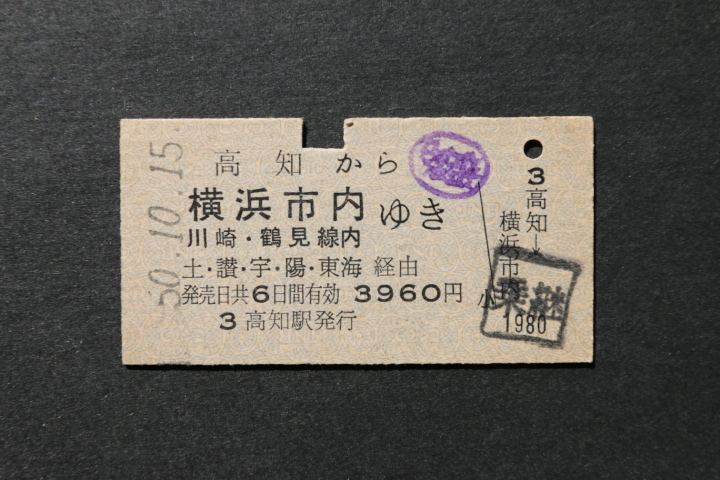 50.10.15
高知から
横浜市内ゆき
川崎・鶴見線内
土・讃・宇・陽・東海 経由
発売日共6日間有効 3960円
3 高知駅発行
3
高知→
横浜市内
小
1980
乗継